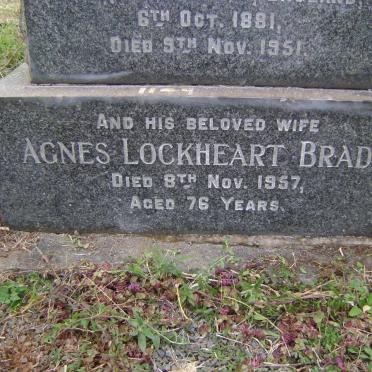 6TH OCT. 1881,
DIED 9TH NOV. 1951.
AND HIS BELOVED WIFE
AGNES LOCKHEART BRAD
DIED 8TH NOV. 1957,
AGED 76 YEARS.